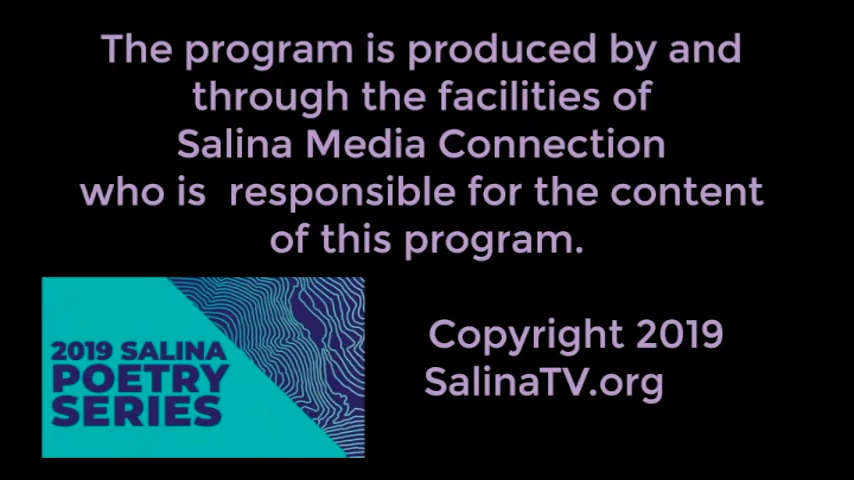 The program is produced by and
through the facilities of
Salina Media Connection
who is  responsible for the content
of this program.
2019 SALINA
POETRY
SERIES
Copyright 2019
SalinaTV.org